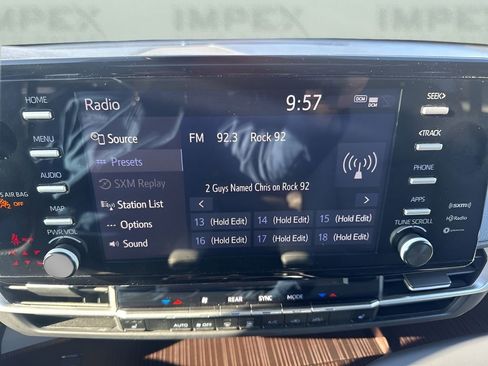 IMPEX IMPEX
Radio 9:57 DCM
HOME
SEEK>
Source FM 92.3 Rock 92
<TRACK
MENU
Presets
SXM Replay
PHONE
AUDIO
2 Guys Named Chris on Rock 92
AIR BAG
OFF
Station List < >
APPS
MAP
((SXM))
13 (Hold Edit) 14 (Hold Edit) 15 (Hold Edit)
Options
TUNE SCROLL
HD Radio
PWR VOL
Sound 16 (Hold Edit) 17 (Hold Edit) 18 (Hold Edit)
REAR SYNC MODE
AUTO OFF